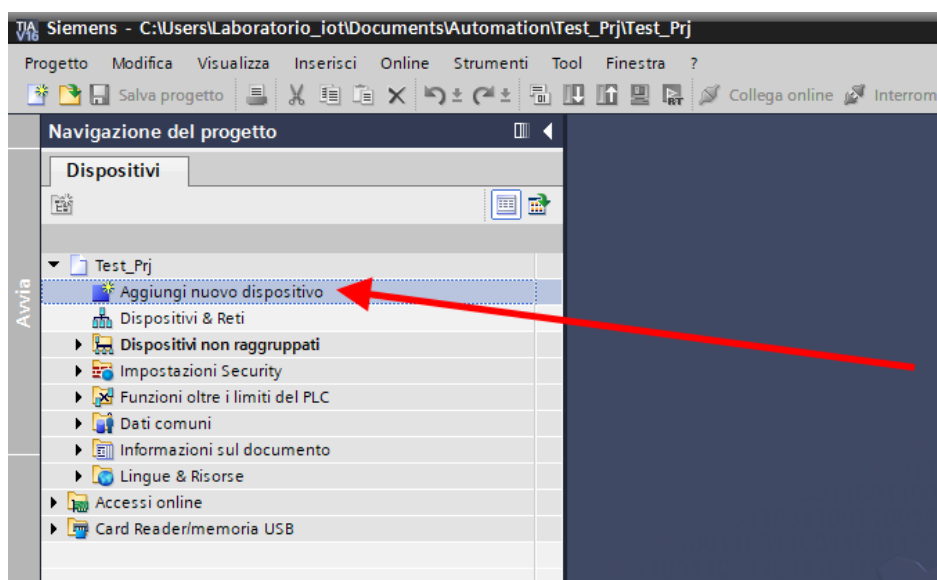 TIA V16 Siemens - C:\Users\Laboratorio_iot\Documents\Automation\Test_Prj\Test_Prj
Progetto Modifica Visualizza Inserisci Online Strumenti Tool Finestra ?
Salva progetto Collega online
Navigazione del progetto
Dispositivi
Test_Prj
Aggiungi nuovo dispositivo
Dispositivi & Reti
Dispositivi non raggruppati
Impostazioni Security
Funzioni oltre i limiti del PLC
Dati comuni
Informazioni sul documento
Lingue & Risorse
Accessi online
Card Reader/memoria USB
Avvia